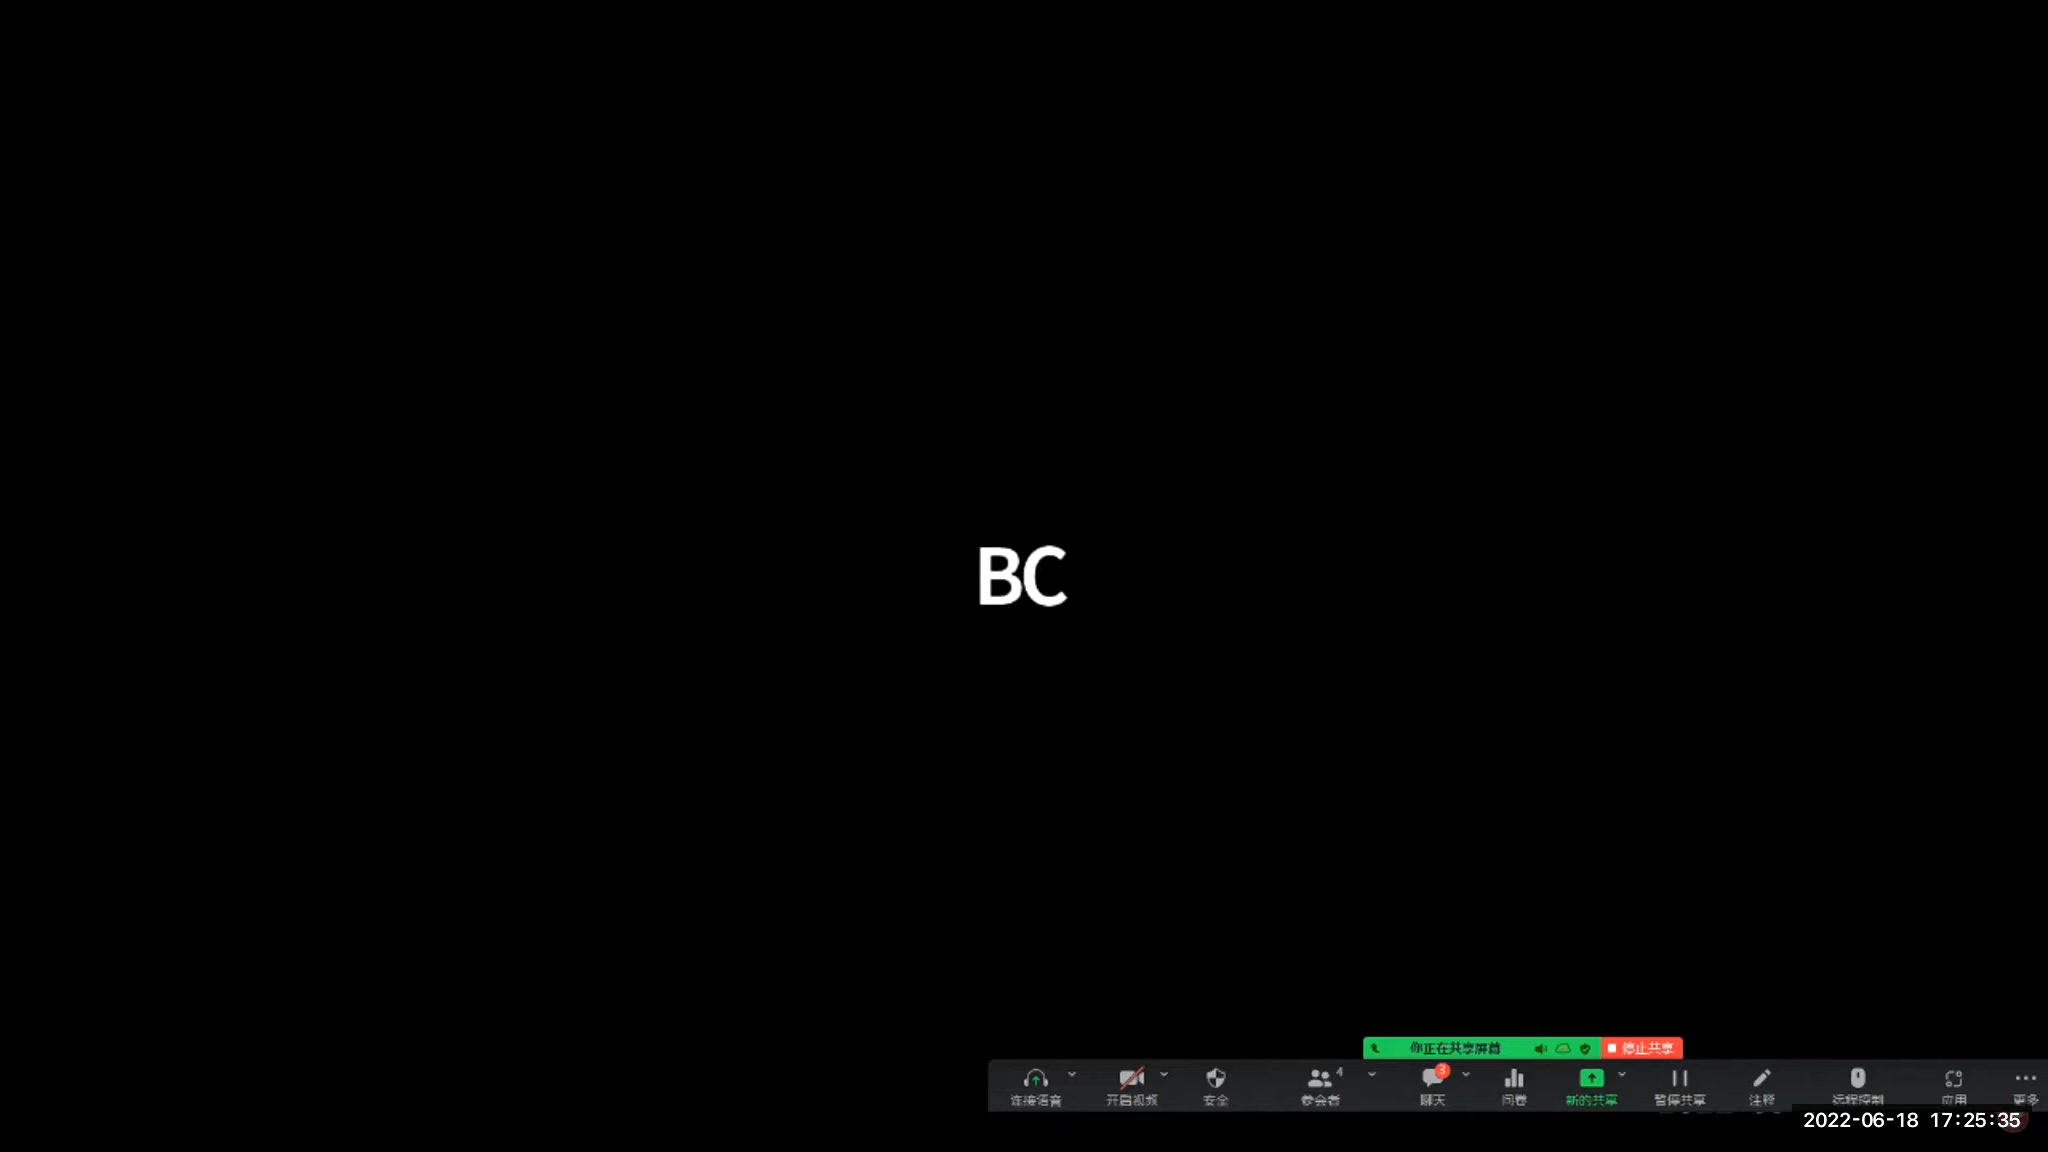 BC
你正在共享屏幕 停止共享
4 3
连接语音 开启视频 安全 参会者 聊天 问卷 新的共享 暂停共享 注释 远程控制 应用 更多
2022-06-18 17:25:35